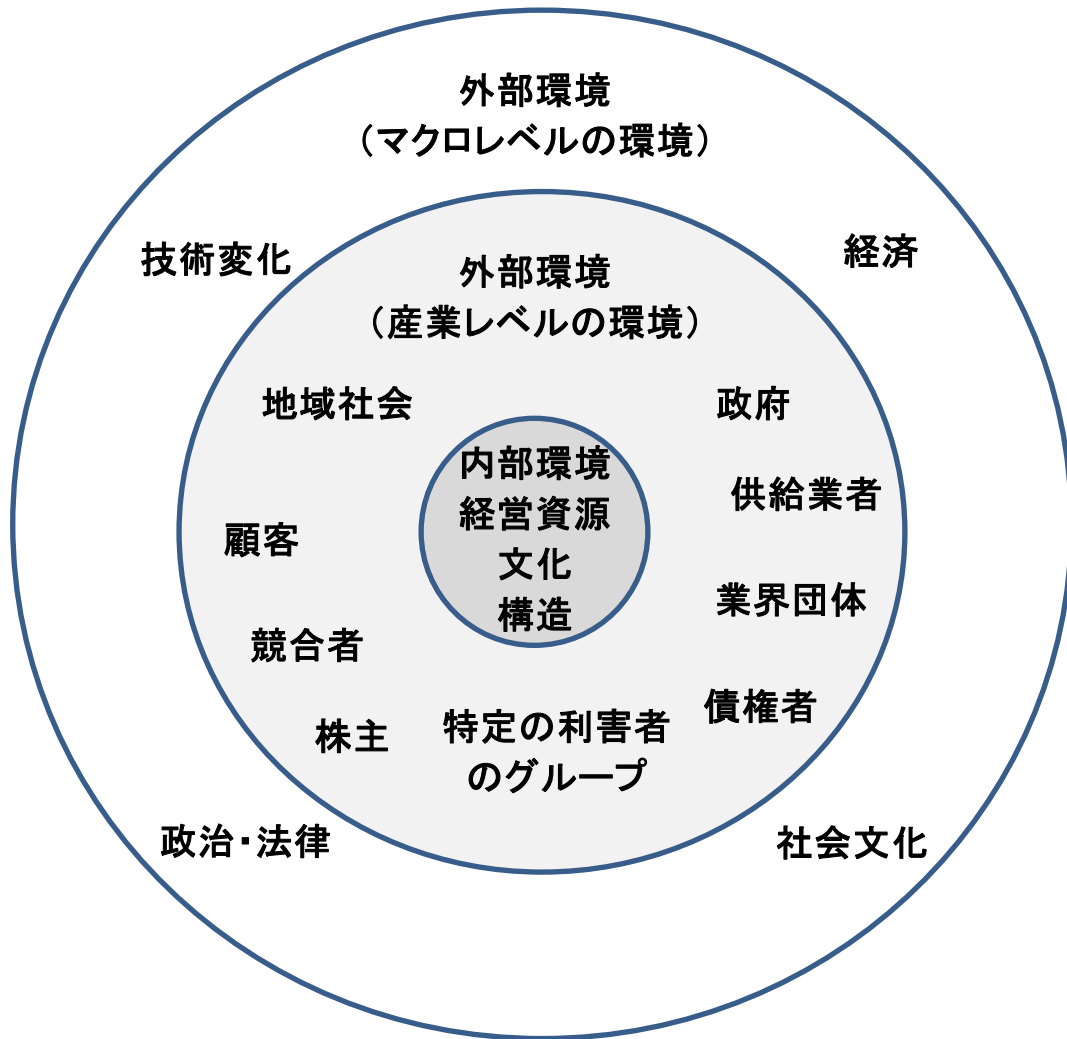 外部環境
（マクロレベルの環境）
技術変化
経済
外部環境
（産業レベルの環境）
地域社会
政府
内部環境
経営資源
文化
構造
供給業者
顧客
業界団体
競合者
債権者
株主
特定の利害者
のグループ
政治・法律
社会文化